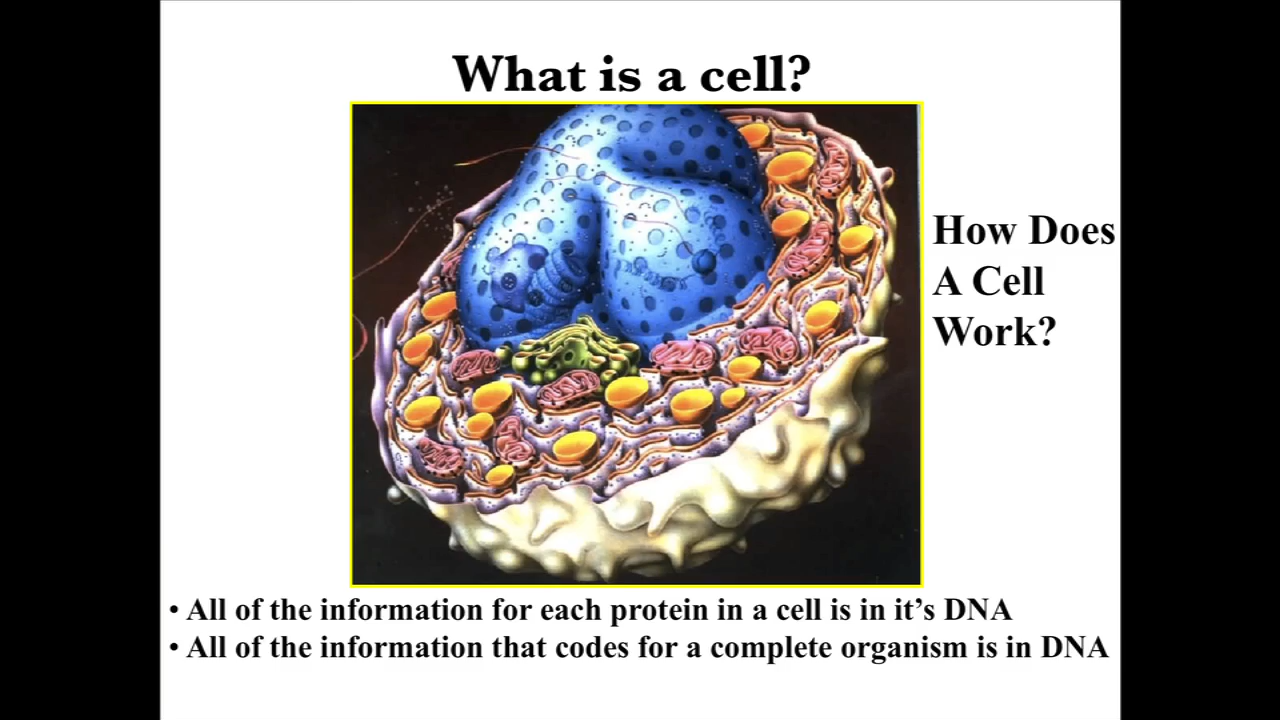 What is a cell?
How Does
A Cell
Work?
• All of the information for each protein in a cell is in it’s DNA
• All of the information that codes for a complete organism is in DNA